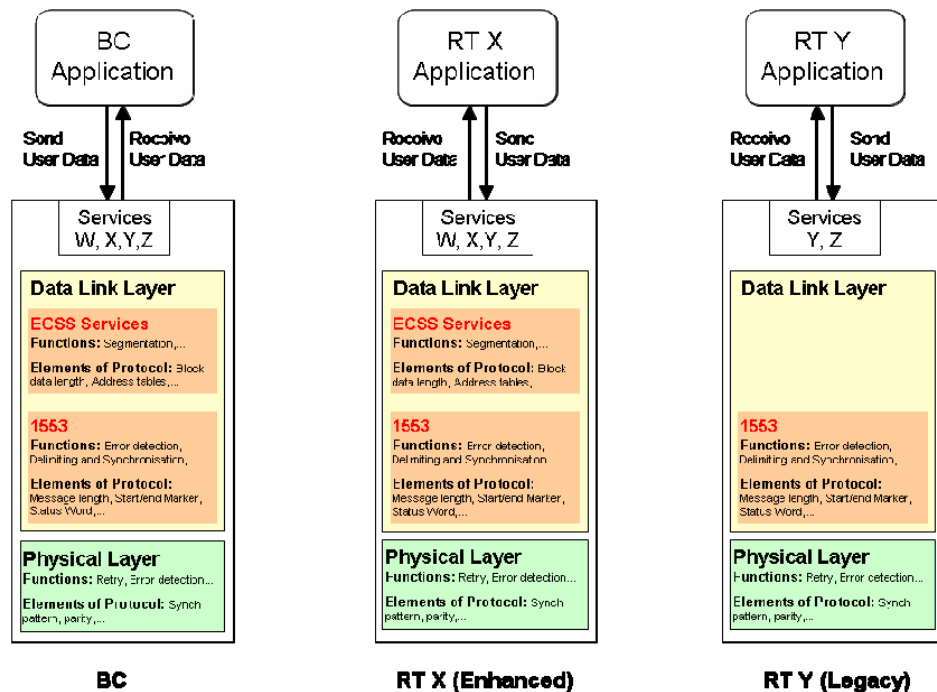 BC
Application
Send
User Data
Receive
User Data
Services
W, X,Y,Z
Data Link Layer
ECSS Services
Functions: Segmentation,...
Elements of Protocol: Block
data length, Address tables,...
1553
Functions: Error detection,
Delimiting and Synchronisation,
Elements of Protocol:
Message length, Start/end Marker,
Status Word,...
Physical Layer
Functions: Retry, Error detection...
Elements of Protocol: Synch
pattern, parity,...
BC
RT X
Application
Receive
User Data
Send
User Data
Services
W, X,Y, Z
Data Link Layer
ECSS Services
Functions: Segmentation,...
Elements of Protocol: Block
data length, Address tables,
1553
Functions: Error detection,
Delimiting and Synchronisation
Elements of Protocol:
Message length, Start/end Marker,
Status Word,...
Physical Layer
Functions: Retry, Error detection...
Elements of Protocol: Synch
pattern, parity,...
RT X (Enhanced)
RT Y
Application
Receive
User Data
Send
User Data
Services
Y, Z
Data Link Layer
1553
Functions: Error detection,
Delimiting and Synchronisation,
Elements of Protocol:
Message length, Start/end Marker,
Status Word,...
Physical Layer
Functions: Retry, Error detection...
Elements of Protocol: Synch
pattern, parity,...
RT Y (Legacy)